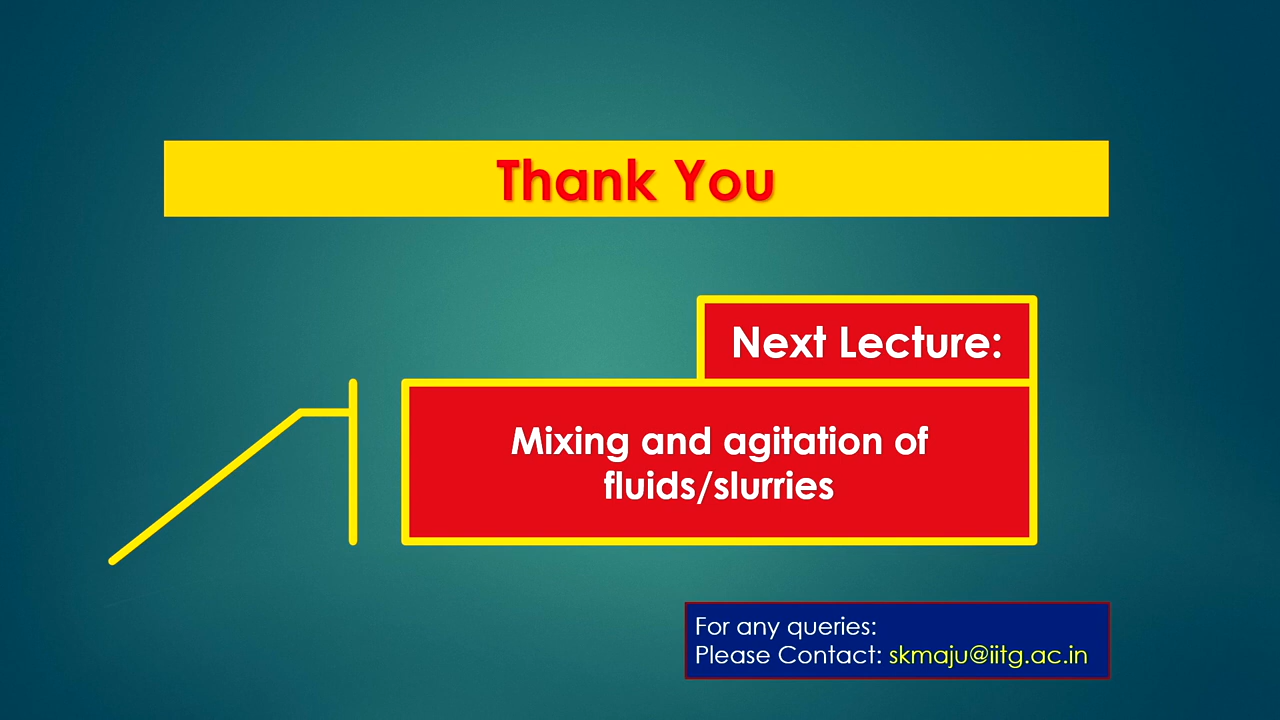 Thank You
Next Lecture:
Mixing and agitation of
fluids/slurries
For any queries:
Please Contact: skmaju@iitg.ac.in